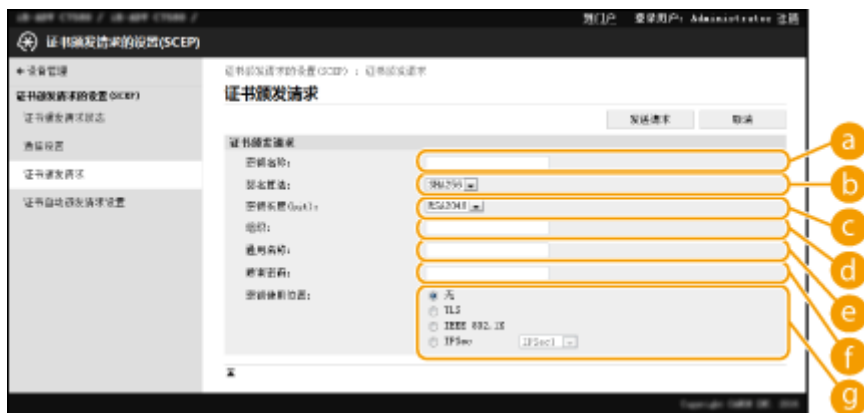 到门户 登录用户: Administrator 注销
证书颁发请求的设置(SCEP)
设备管理
证书颁发请求的设置(SCEP)
证书颁发请求状态
通信设置
证书颁发请求
证书自动颁发请求设置
证书颁发请求的设置(SCEP) : 证书颁发请求
证书颁发请求
发送请求 取消
证书颁发请求
密钥名称:
签名算法: SHA256
密钥长度(bit): RSA2048
组织:
通用名称:
质询密码:
密钥使用位置: 无
TLS
IEEE 802.1X
IPSec IPSec1
a
b
c
d
e
f
g